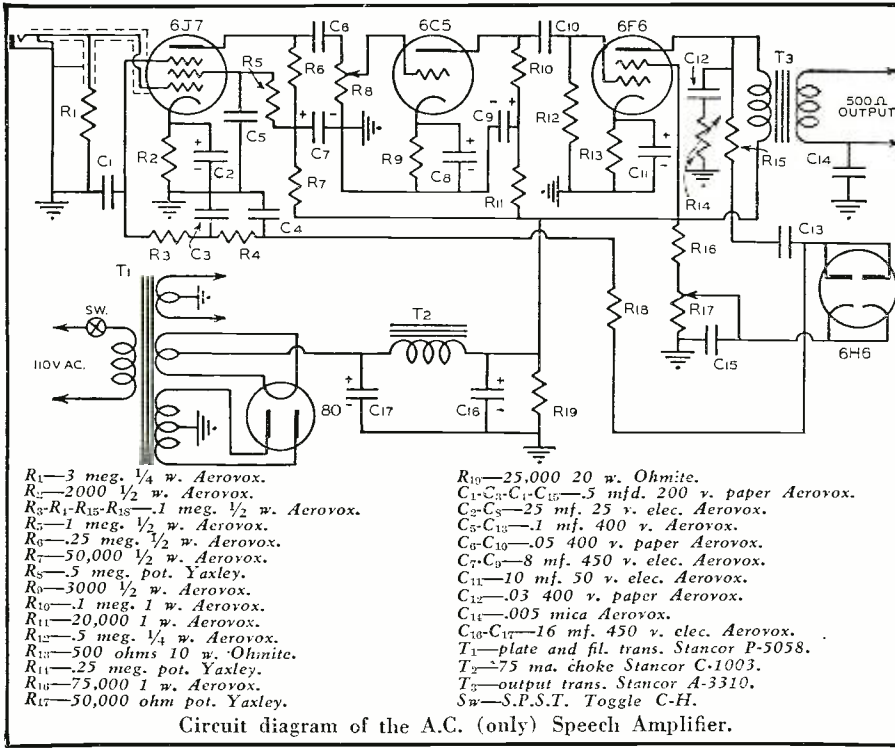 6J7
C6
6C5
C10
6F6
C12
T3
R5
R6
R8
R10
500Ω
OUTPUT
R1
C5
C9
R12
R2
C2
C7
R9
C8
R13
C11
R15
C14
C1
R7
R11
R14
R3
C3
R4
C4
C13
R16
T1
SW.
T2
R18
R17
110V AC.
C15
6H6
80
C17
C16
R19
R1—3 meg. ¼ w. Aerovox.
R2—2000 ½ w. Aerovox.
R3-R4-R15-R18—.1 meg. ½ w. Aerovox.
R5—1 meg. ½ w. Aerovox.
R6—.25 meg. ½ w. Aerovox.
R7—50,000 ½ w. Aerovox.
R8—.5 meg. pot. Yaxley.
R9—3000 ½ w. Aerovox.
R10—.1 meg. 1 w. Aerovox.
R11—20,000 1 w. Aerovox.
R12—.5 meg. ¼ w. Aerovox.
R13—500 ohms 10 w. Ohmite.
R14—.25 meg. pot. Yaxley.
R16—75,000 1 w. Aerovox.
R17—50,000 ohm pot. Yaxley.
R19—25,000 20 w. Ohmite.
C1-C3-C4-C15—.5 mfd. 200 v. paper Aerovox.
C2-C8—25 mf. 25 v. elec. Aerovox.
C5-C13—.1 mf. 400 v. Aerovox.
C6-C10—.05 400 v. paper Aerovox.
C7-C9—8 mf. 450 v. elec. Aerovox.
C11—10 mf. 50 v. elec. Aerovox.
C12—.03 400 v. paper Aerovox.
C14—.005 mica Aerovox.
C16-C17—16 mf. 450 v. elec. Aerovox.
T1—plate and fil. trans. Stancor P-5058.
T2—75 ma. choke Stancor C-1003.
T3—output trans. Stancor A-3310.
Sw—S.P.S.T. Toggle C-H.
Circuit diagram of the A.C. (only) Speech Amplifier.